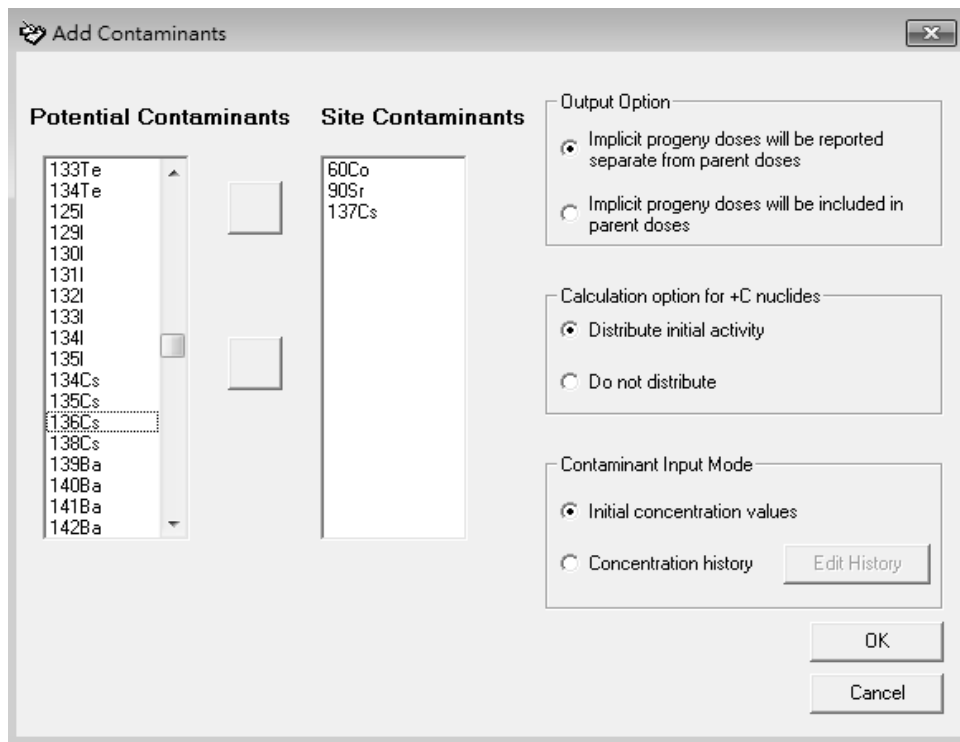 Add Contaminants
Potential Contaminants
133Te
134Te
125I
129I
130I
131I
132I
133I
134I
135I
134Cs
135Cs
136Cs
138Cs
139Ba
140Ba
141Ba
142Ba
Site Contaminants
60Co
90Sr
137Cs
Output Option
Implicit progeny doses will be reported
separate from parent doses
Implicit progeny doses will be included in
parent doses
Calculation option for +C nuclides
Distribute initial activity
Do not distribute
Contaminant Input Mode
Initial concentration values
Concentration history
Edit History
OK
Cancel